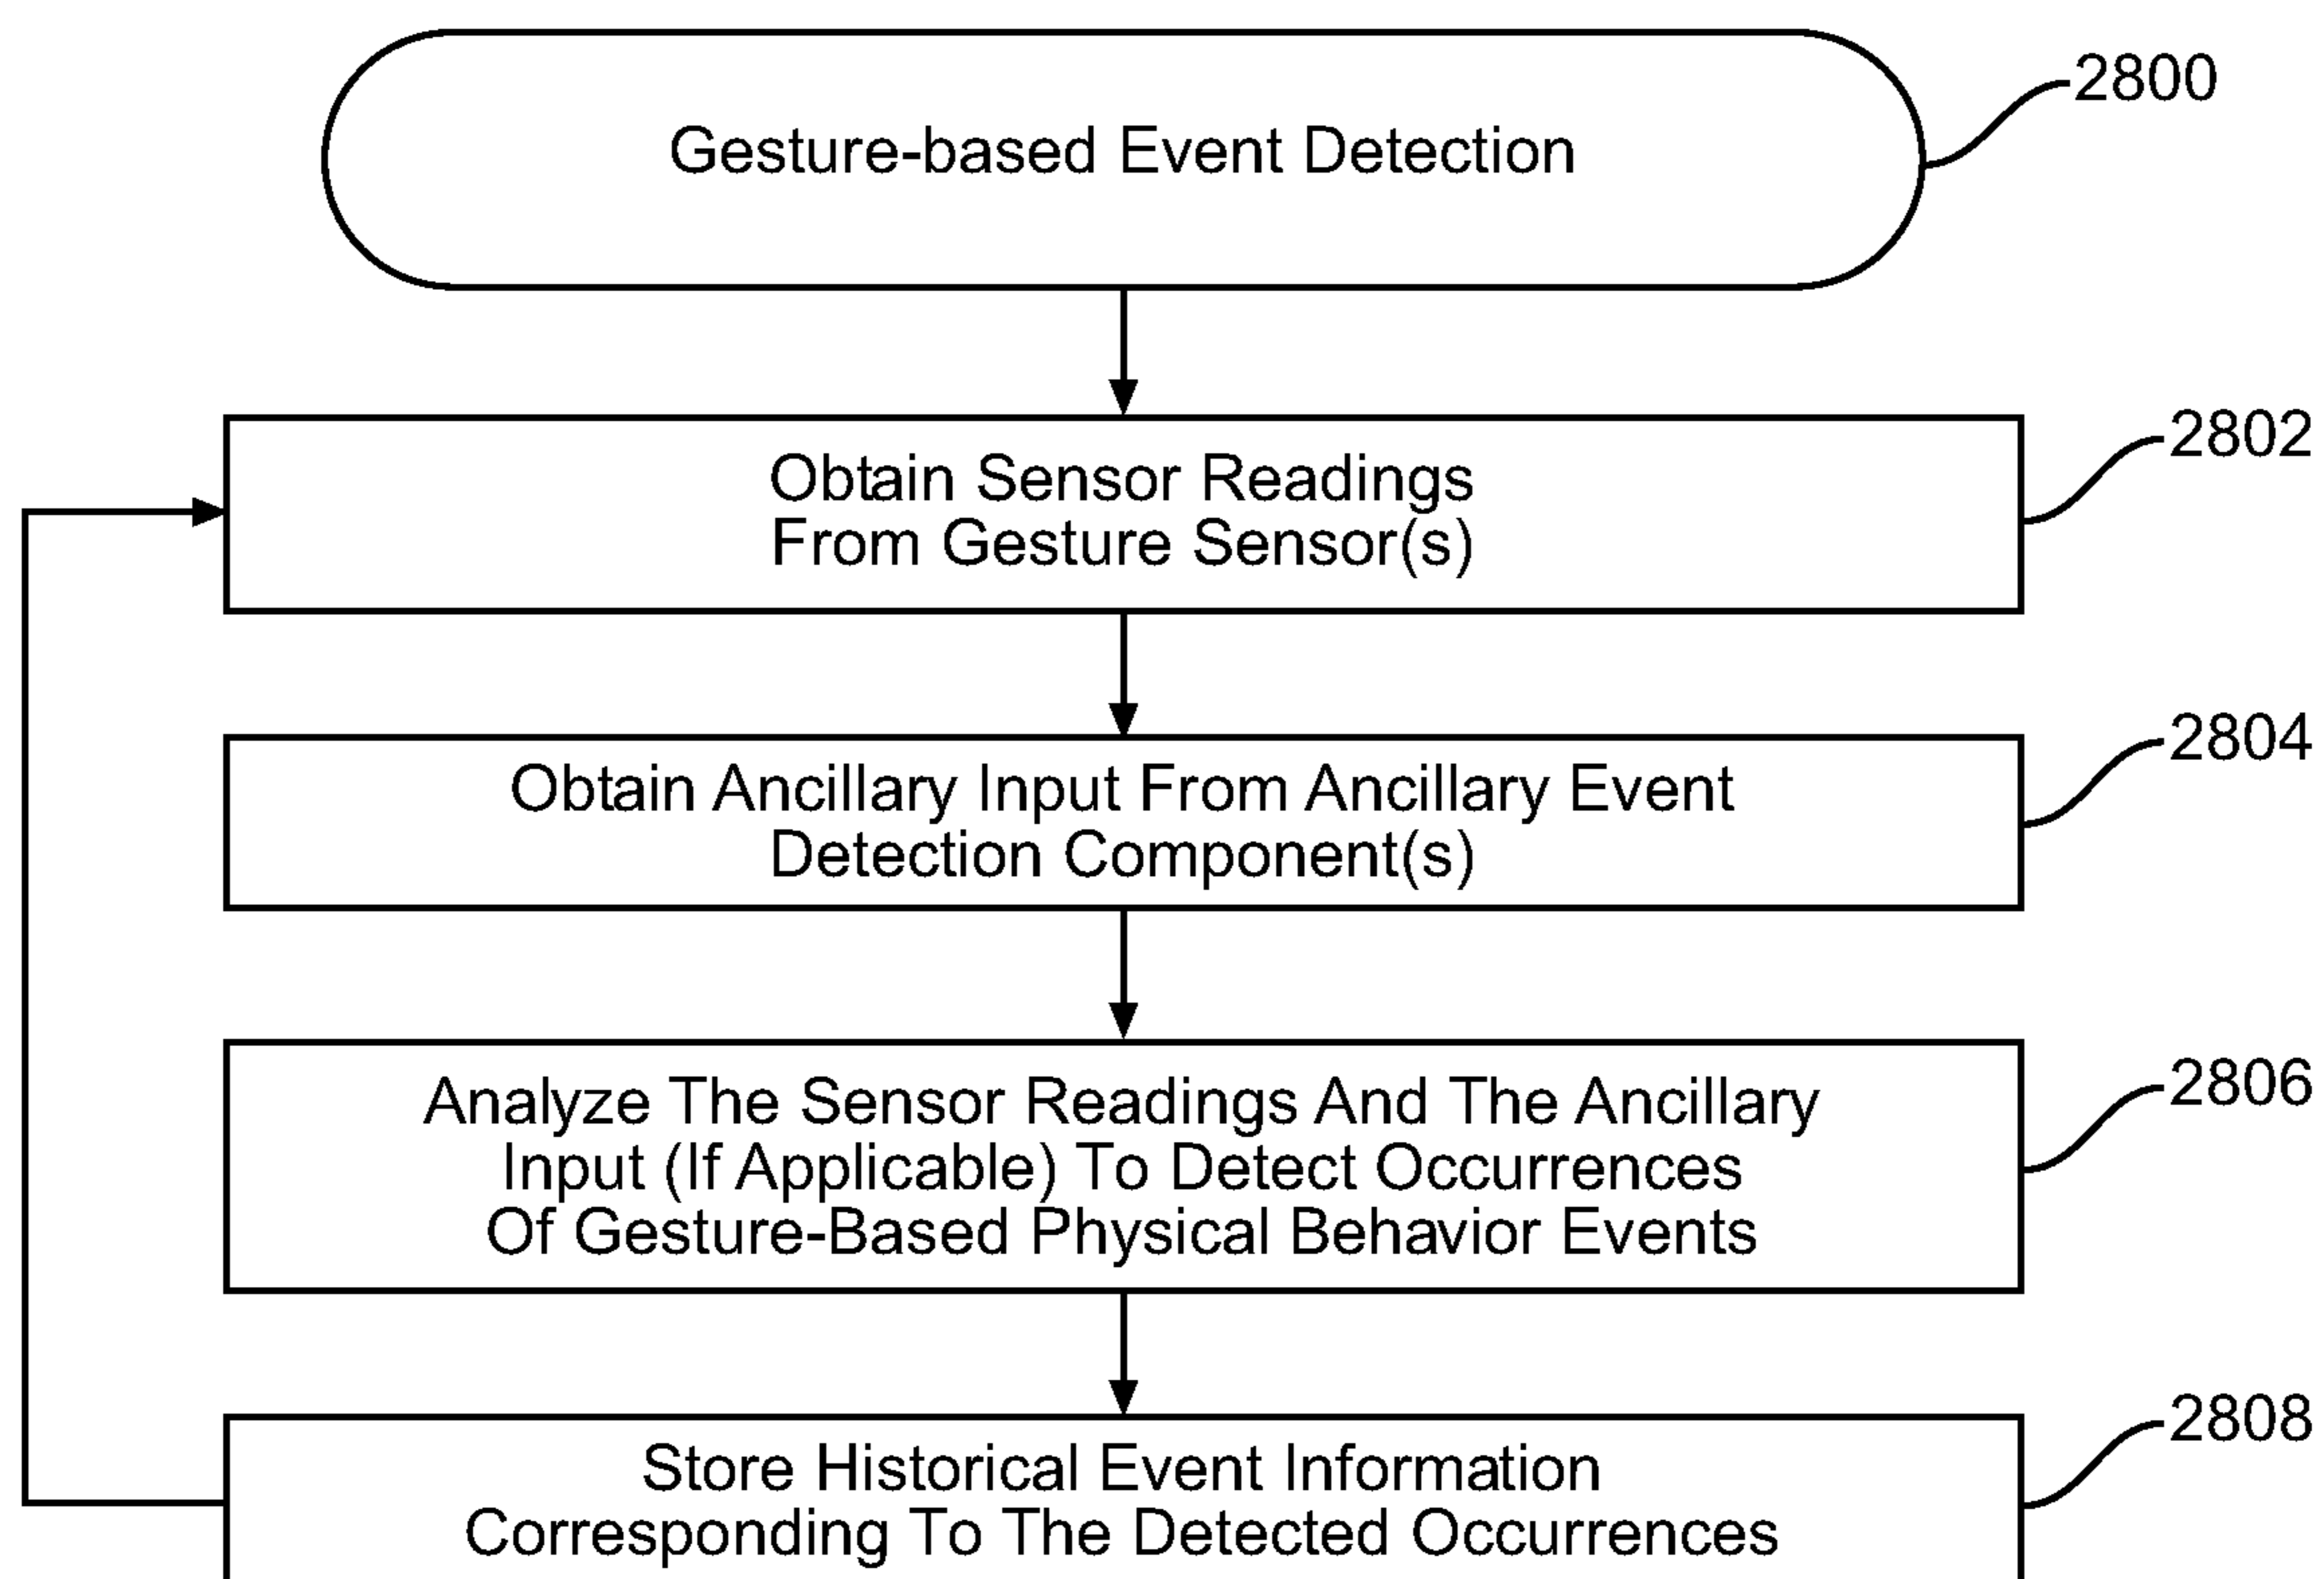 Gesture-based Event Detection
2800
Obtain Sensor Readings
From Gesture Sensor(s)
2802
Obtain Ancillary Input From Ancillary Event
Detection Component(s)
2804
Analyze The Sensor Readings And The Ancillary
Input (If Applicable) To Detect Occurrences
Of Gesture-Based Physical Behavior Events
2806
Store Historical Event Information
Corresponding To The Detected Occurrences
2808